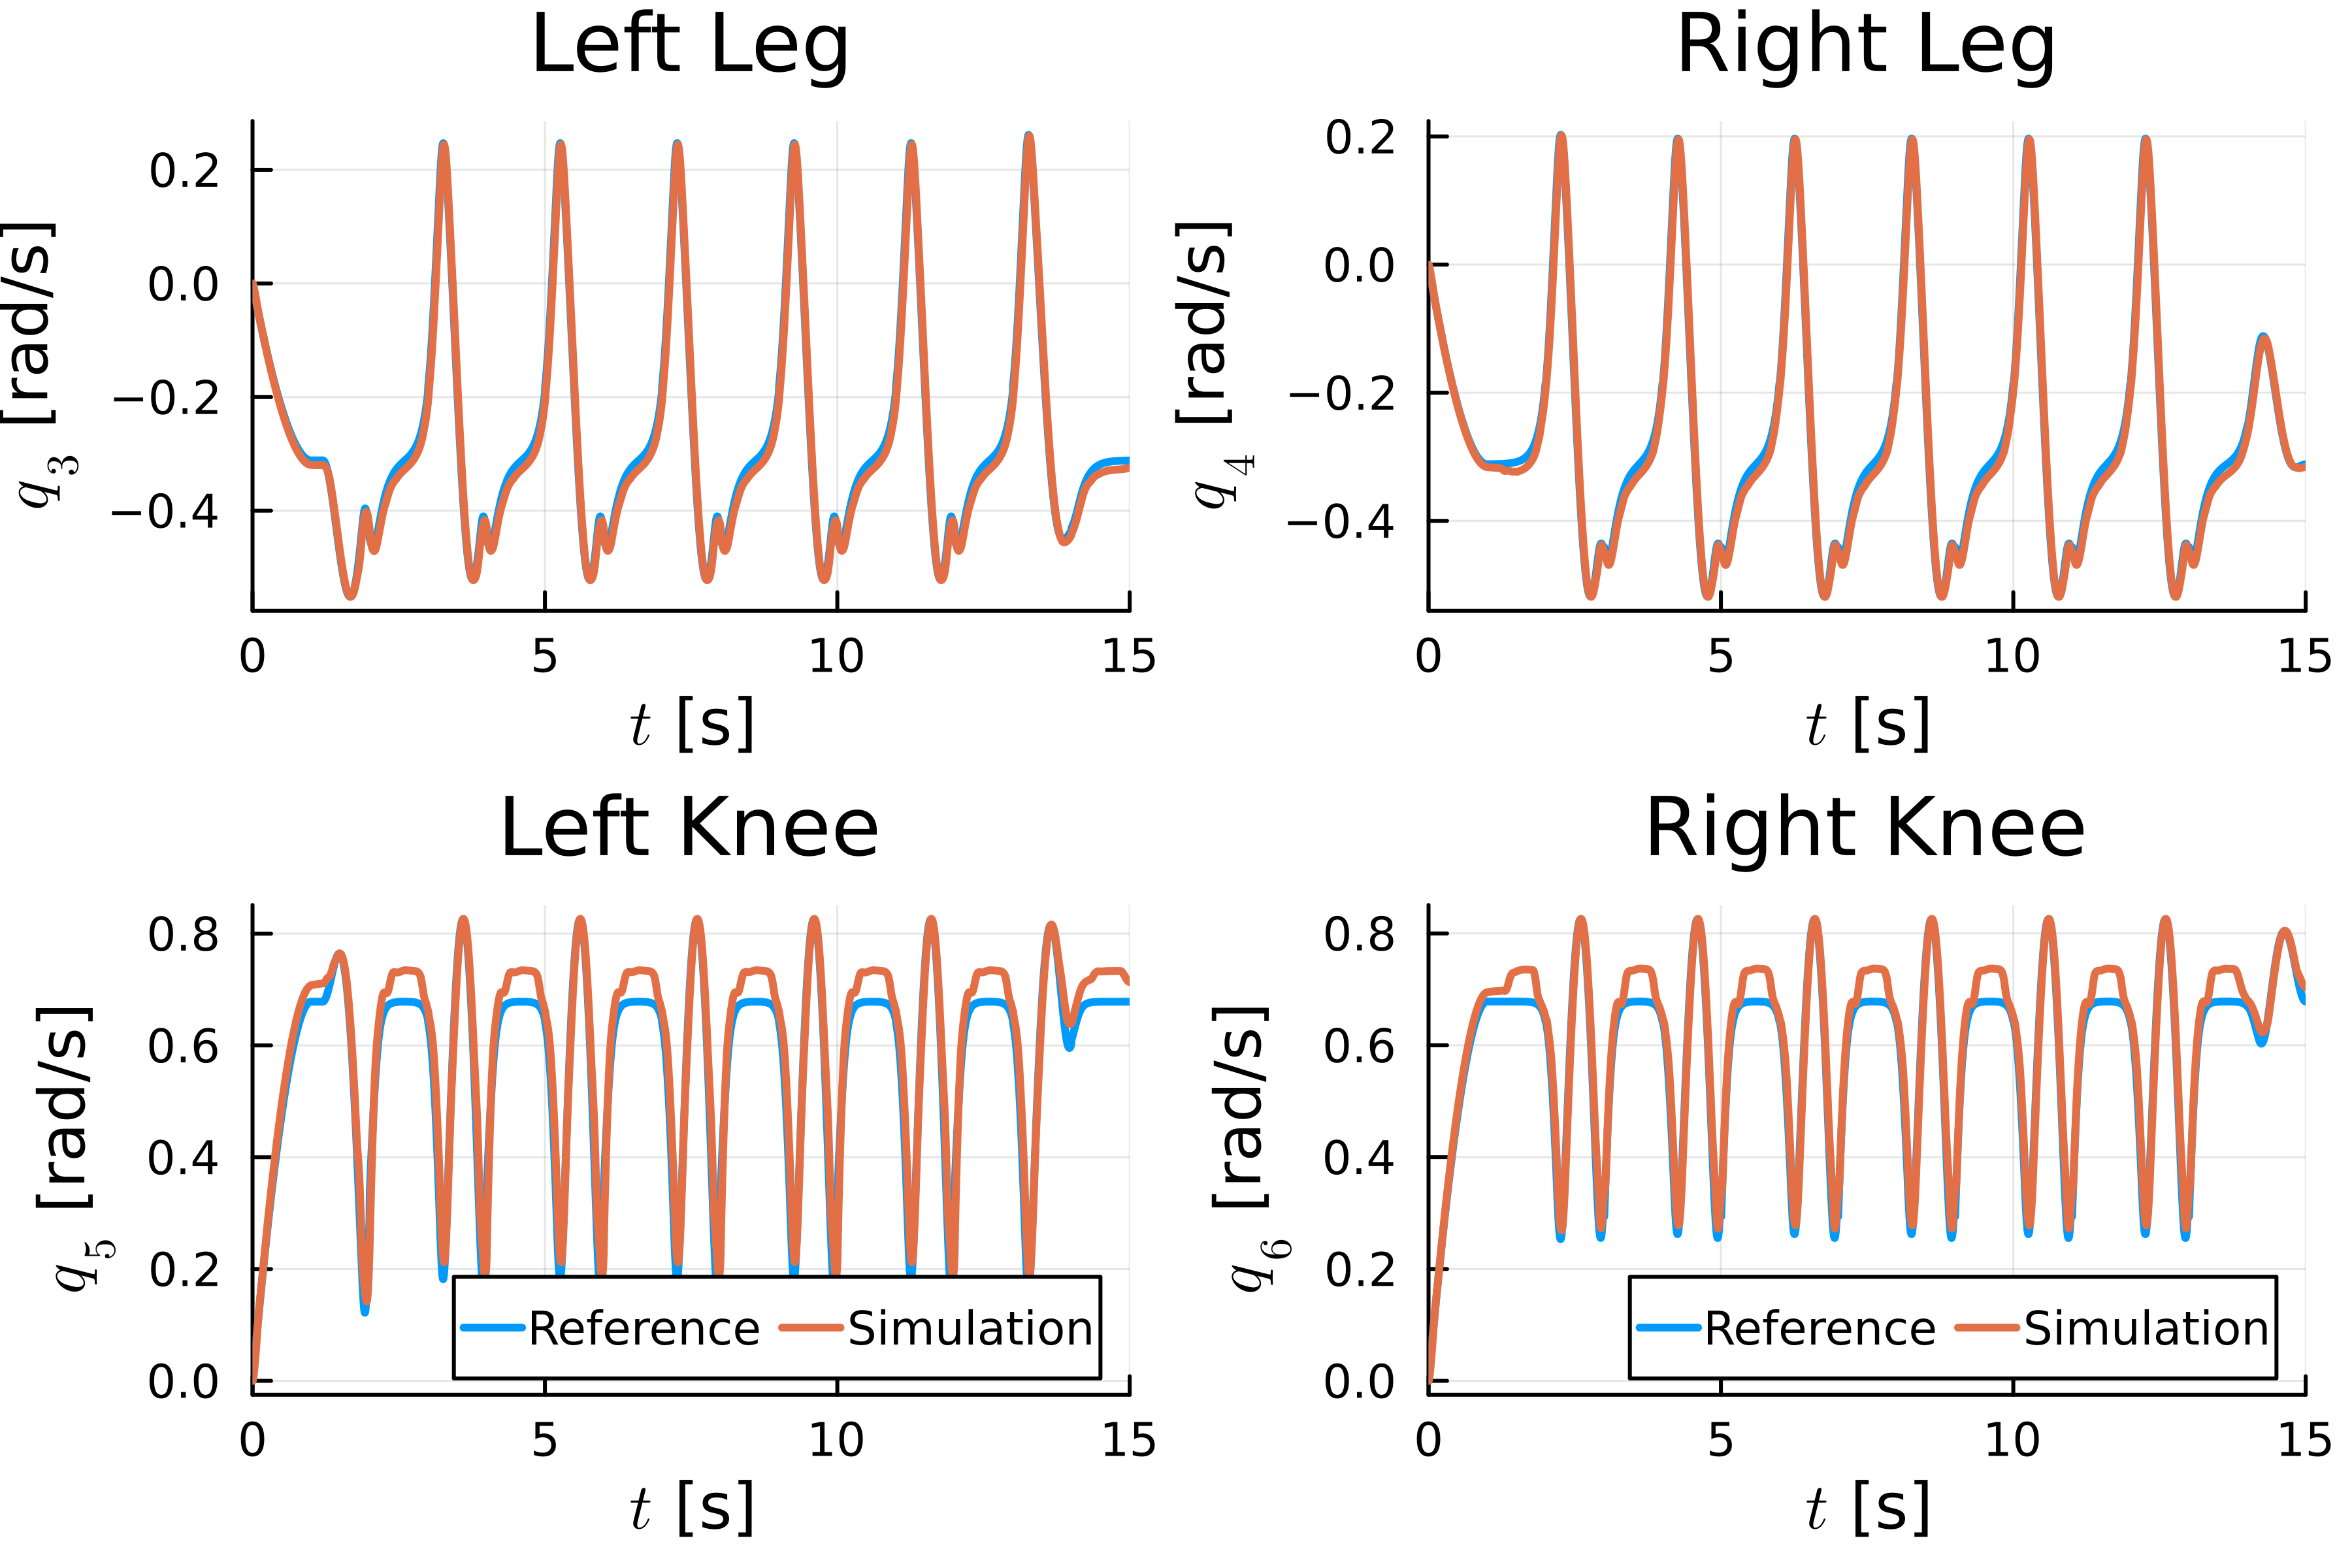 Left Leg
q3 [rad/s]
0.2
0.0
−0.2
−0.4
0 5 10 15
t [s]
Right Leg
q4 [rad/s]
0.2
0.0
−0.2
−0.4
0 5 10 15
t [s]
Left Knee
q5 [rad/s]
0.8
0.6
0.4
0.2
0.0
Reference Simulation
0 5 10 15
t [s]
Right Knee
q6 [rad/s]
0.8
0.6
0.4
0.2
0.0
Reference Simulation
0 5 10 15
t [s]